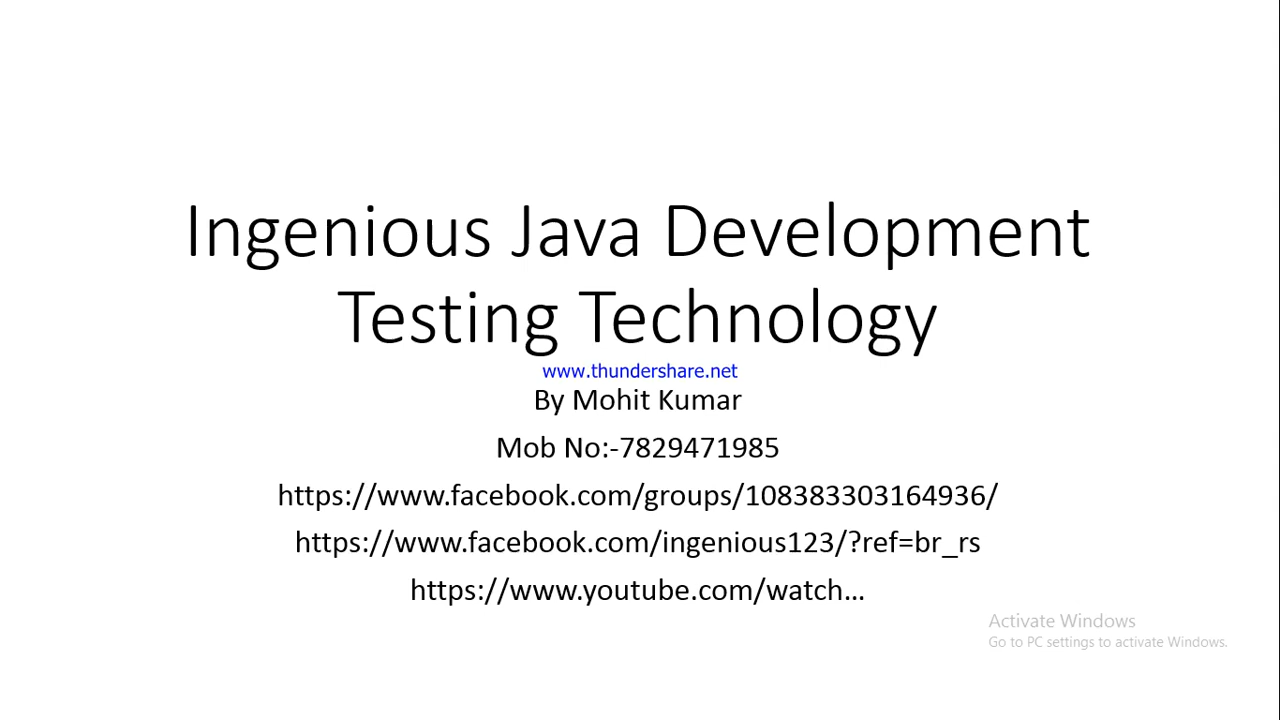 Ingenious Java Development
Testing Technology
www.thundershare.net
By Mohit Kumar
Mob No:-7829471985
https://www.facebook.com/groups/108383303164936/
https://www.facebook.com/ingenious123/?ref=br_rs
https://www.youtube.com/watch...
Activate Windows
Go to PC settings to activate Windows.